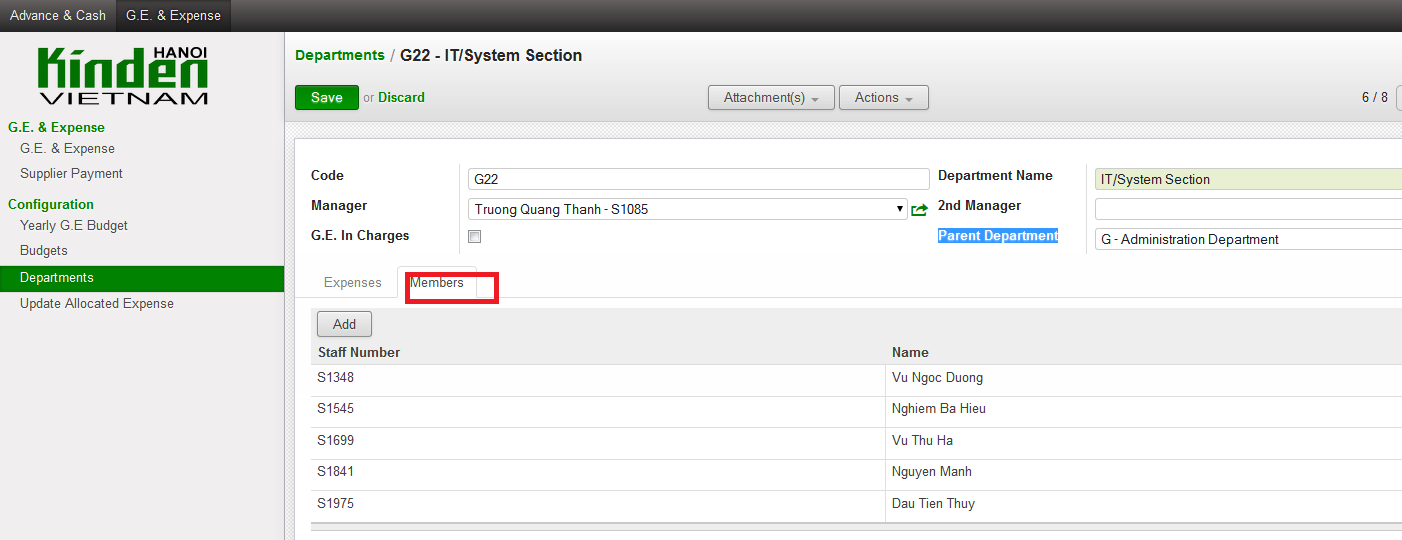 Advance & Cash G.E. & Expense
HANOI
Kinden
VIETNAM
G.E. & Expense
G.E. & Expense
Supplier Payment
Configuration
Yearly G.E Budget
Budgets
Departments
Update Allocated Expense
Departments / G22 - IT/System Section
Save or Discard Attachment(s) Actions 6 / 8
Code G22 Department Name IT/System Section
Manager Truong Quang Thanh - S1085 2nd Manager
G.E. In Charges Parent Department G - Administration Department
Expenses Members
Add
Staff Number Name
S1348 Vu Ngoc Duong
S1545 Nghiem Ba Hieu
S1699 Vu Thu Ha
S1841 Nguyen Manh
S1975 Dau Tien Thuy